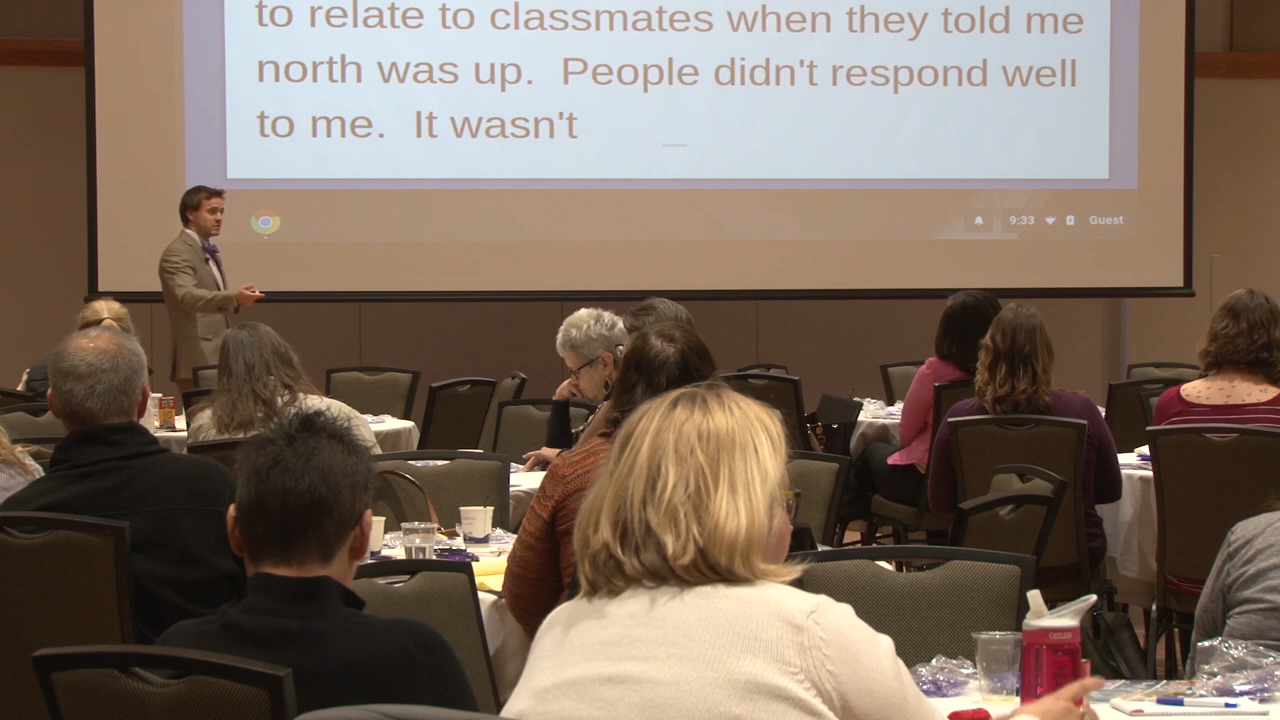 to relate to classmates when they told me
north was up.  People didn't respond well
to me.  It wasn't
9:33 Guest